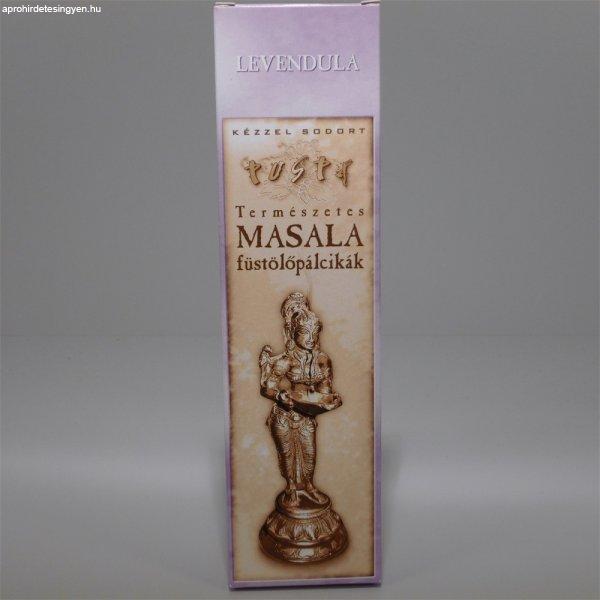 aprohirdetesingyen.hu
LEVENDULA
KÉZZEL SODORT
TUSTA
Természetes
MASALA
füstölőpálcikák